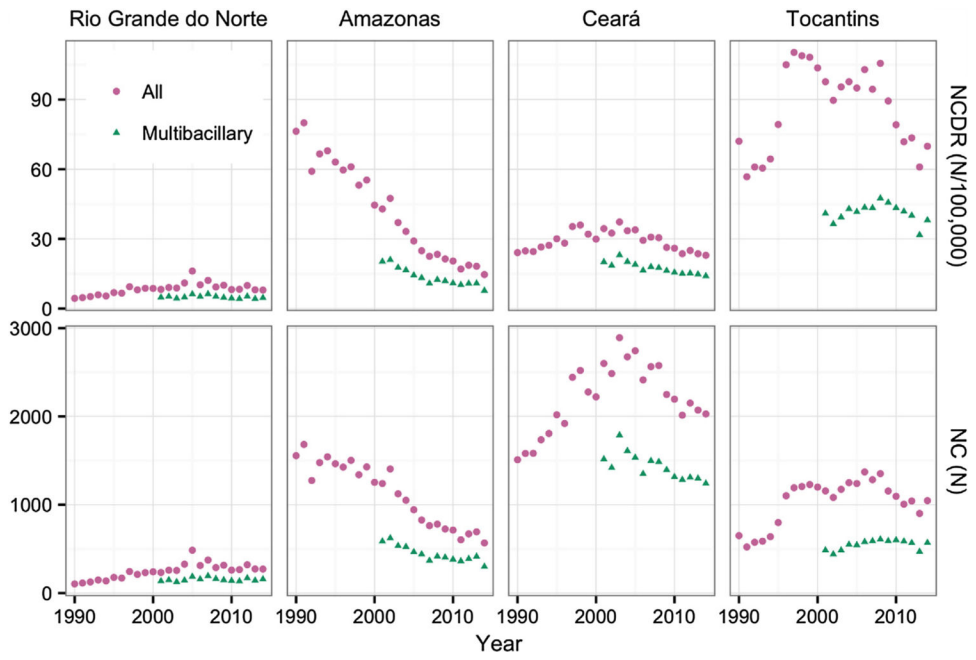 Rio Grande do Norte Amazonas Ceará Tocantins
All
Multibacillary
90
60
30
0
NCDR (N/100,000)
3000
2000
1000
0
NC (N)
1990 2000 2010 1990 2000 2010 1990 2000 2010 1990 2000 2010
Year